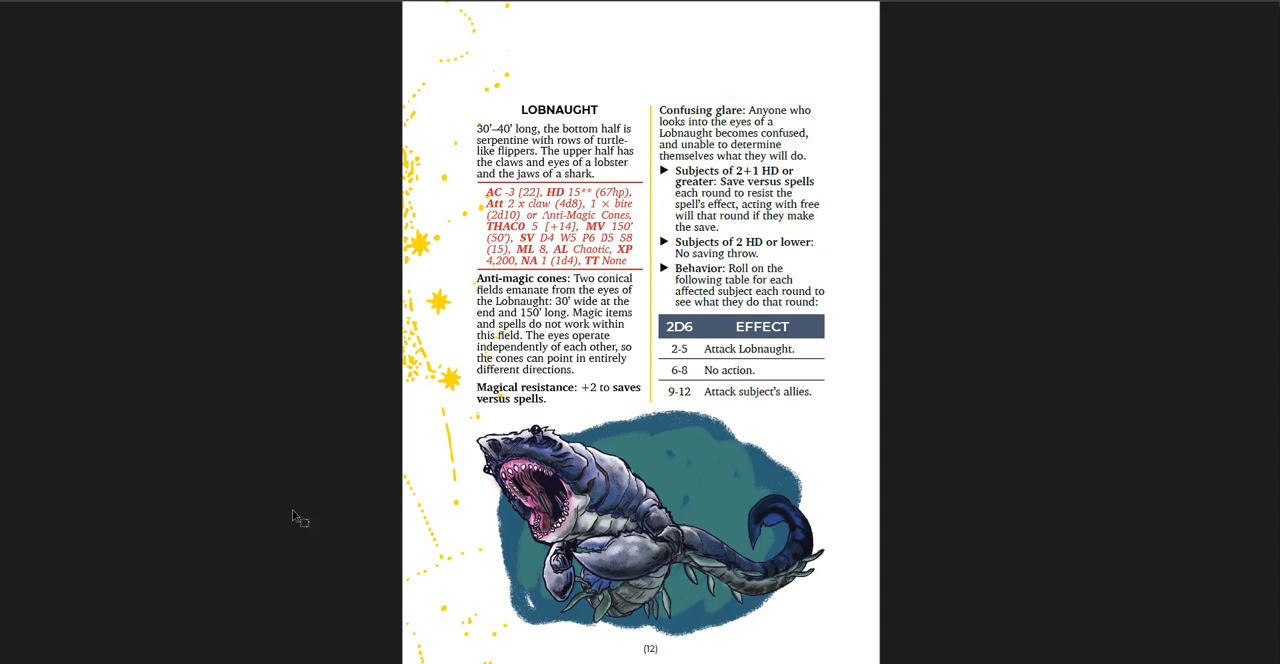 LOBNAUGHT
30’–40’ long, the bottom half is
serpentine with rows of turtle-
like flippers. The upper half has
the claws and eyes of a lobster
and the jaws of a shark.
AC -3 [22], HD 15** (67hp),
Att 2 x claw (4d8), 1 × bite
(2d10) or Anti-Magic Cones,
THAC0 5 [+14], MV 150’
(50’), SV D4 W5 P6 B5 S8
(15), ML 8, AL Chaotic, XP
4,200, NA 1 (1d4), TT None
Anti-magic cones: Two conical
fields emanate from the eyes of
the Lobnaught: 30’ wide at the
end and 150’ long. Magic items
and spells do not work within
this field. The eyes operate
independently of each other, so
the cones can point in entirely
different directions.
Magical resistance: +2 to saves
versus spells.
Confusing glare: Anyone who
looks into the eyes of a
Lobnaught becomes confused,
and unable to determine
themselves what they will do.
▶ Subjects of 2+1 HD or
greater: Save versus spells
each round to resist the
spell’s effect, acting with free
will that round if they make
the save.
▶ Subjects of 2 HD or lower:
No saving throw.
▶ Behavior: Roll on the
following table for each
affected subject each round to
see what they do that round:
2D6 EFFECT
2-5 Attack Lobnaught.
6-8 No action.
9-12 Attack subject’s allies.
(12)